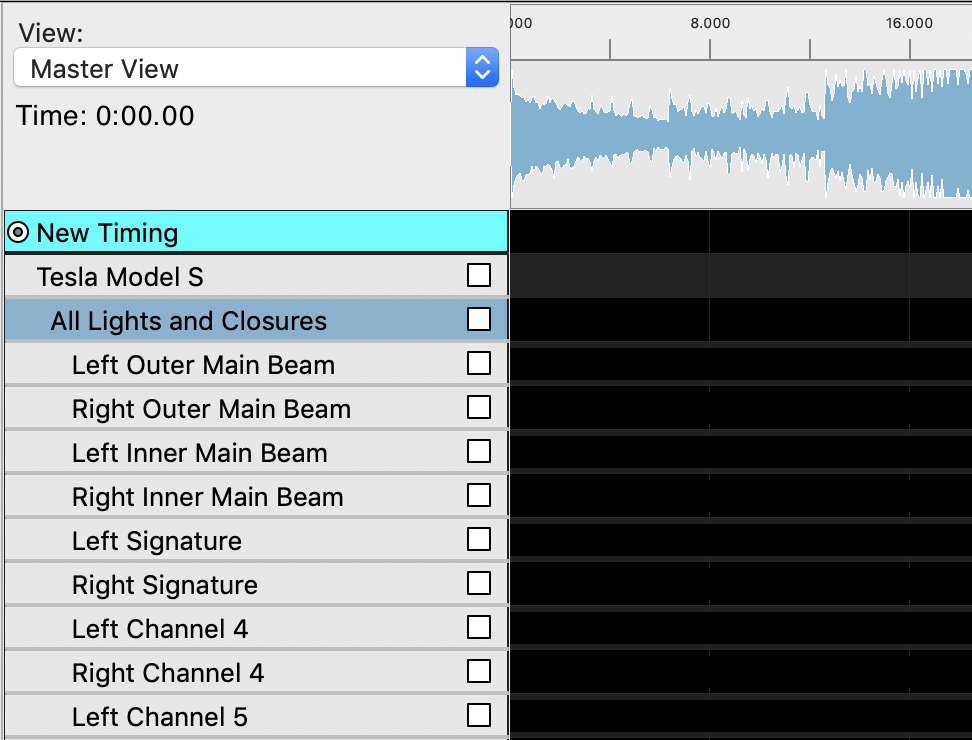 View:
Master View
Time: 0:00.00
8.000
16.000
New Timing
Tesla Model S
All Lights and Closures
Left Outer Main Beam
Right Outer Main Beam
Left Inner Main Beam
Right Inner Main Beam
Left Signature
Right Signature
Left Channel 4
Right Channel 4
Left Channel 5